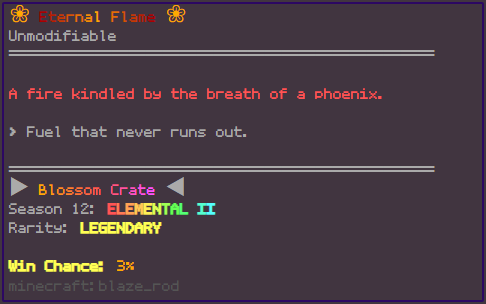 ❀ Eternal Flame ❀
Unmodifiable
A fire kindled by the breath of a phoenix.
> Fuel that never runs out.
▶ Blossom Crate ◀
Season 12: ELEMENTAL II
Rarity: LEGENDARY
Win Chance: 3%
minecraft:blaze_rod